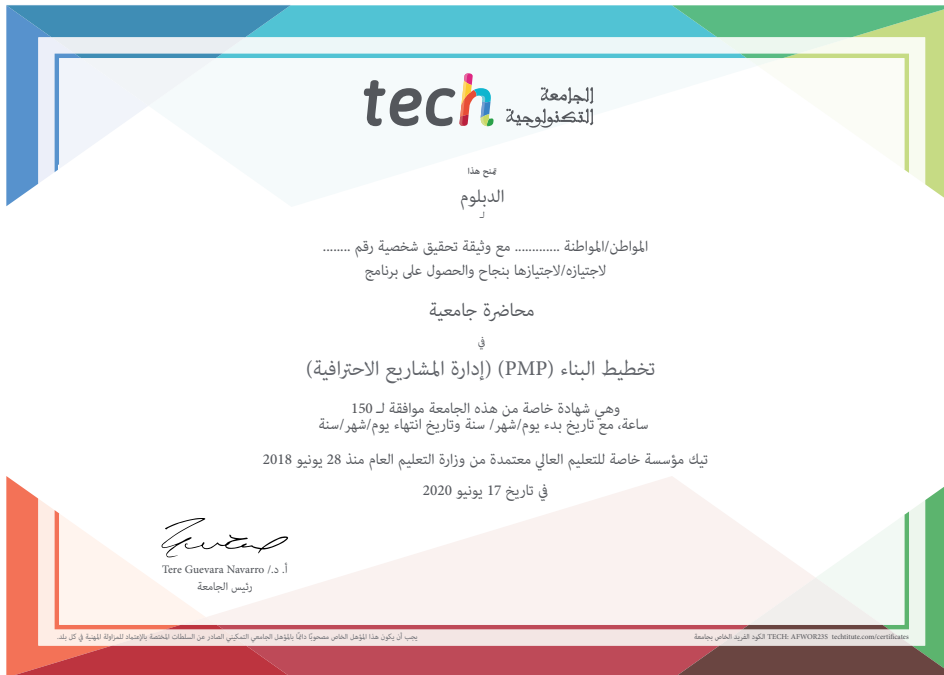 tech الجامعة
التكنولوجية
يمنح هذا
الدبلوم
لـ
المواطن/المواطنة ............. مع وثيقة تحقيق شخصية رقم ........
لاجتيازه/لاجتيازها بنجاح والحصول على برنامج
محاضرة جامعية
في
تخطيط البناء (PMP) (إدارة المشاريع الاحترافية)
وهي شهادة خاصة من هذه الجامعة موافقة لـ 150
ساعة، مع تاريخ بدء يوم/شهر/ سنة وتاريخ انتهاء يوم/شهر/سنة
تيك مؤسسة خاصة للتعليم العالي معتمدة من وزارة التعليم العام منذ 28 يونيو 2018
في تاريخ 17 يونيو 2020
أ. د./ Tere Guevara Navarro
رئيس الجامعة
يجب أن يكون هذا المؤهل الخاص مصحوبًا دائمًا بالمؤهل الجامعي التمكيني الصادر عن السلطات المختصة بالإعتماد للمزاولة المهنية في كل بلد.
الكود الفريد الخاص بجامعة TECH: AFWOR23S techtitute.com/certificates